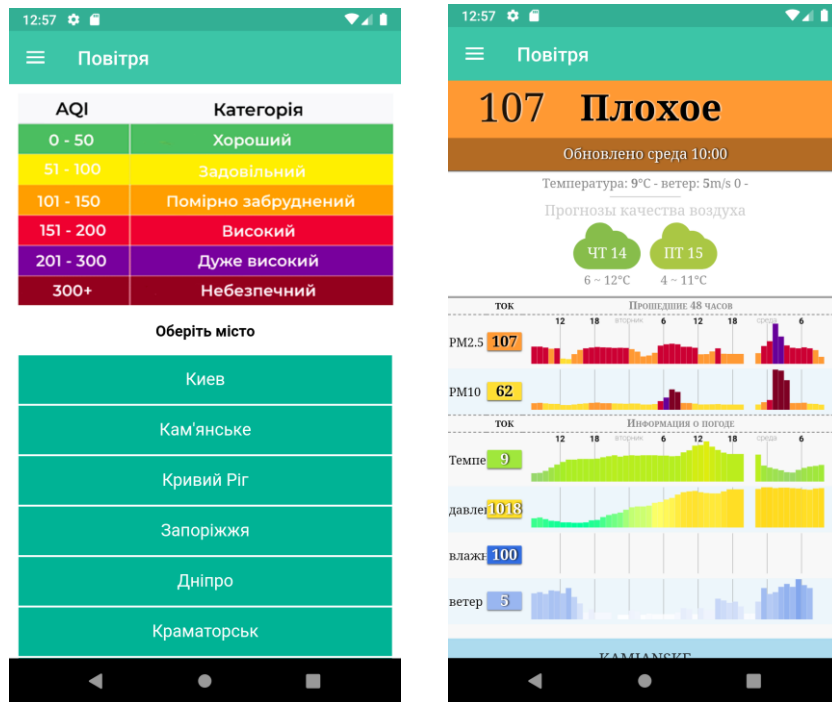 12:57
Повітря
AQI Категорія
0 - 50 Хороший
51 - 100 Задовільний
101 - 150 Помірно забруднений
151 - 200 Високий
201 - 300 Дуже високий
300+ Небезпечний
Оберіть місто
Киев
Кам'янське
Кривий Ріг
Запоріжжя
Дніпро
Краматорськ
12:57
Повітря
107 Плохое
Обновлено среда 10:00
Температура: 9°C - ветер: 5m/s 0 -
Прогнозы качества воздуха
ЧТ 14 ПТ 15
6 ~ 12°C 4 ~ 11°C
ток Прошедшие 48 часов
12 18 вторник 6 12 18 среда 6
PM2.5 107
PM10 62
ток Информация о погоде
12 18 вторник 6 12 18 среда 6
Темпе 9
давле 1018
влажн 100
ветер 5
KAMIANSKE